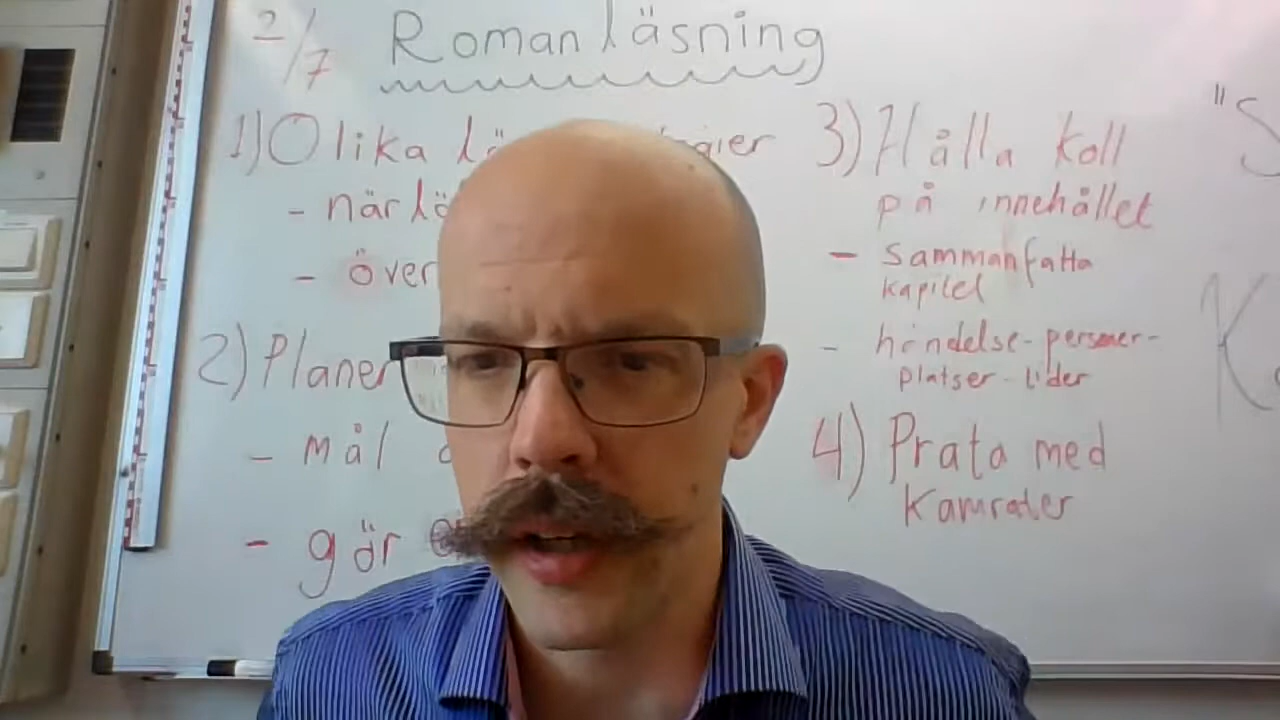 2/7 Romanläsning
1) Olika
- när
- över
2) Planer
- mål
- gör
3) Hålla koll
på innehållet
- sammanfatta
kapitel
- händelse - personer -
platser - tider
4) Prata med
kamrater